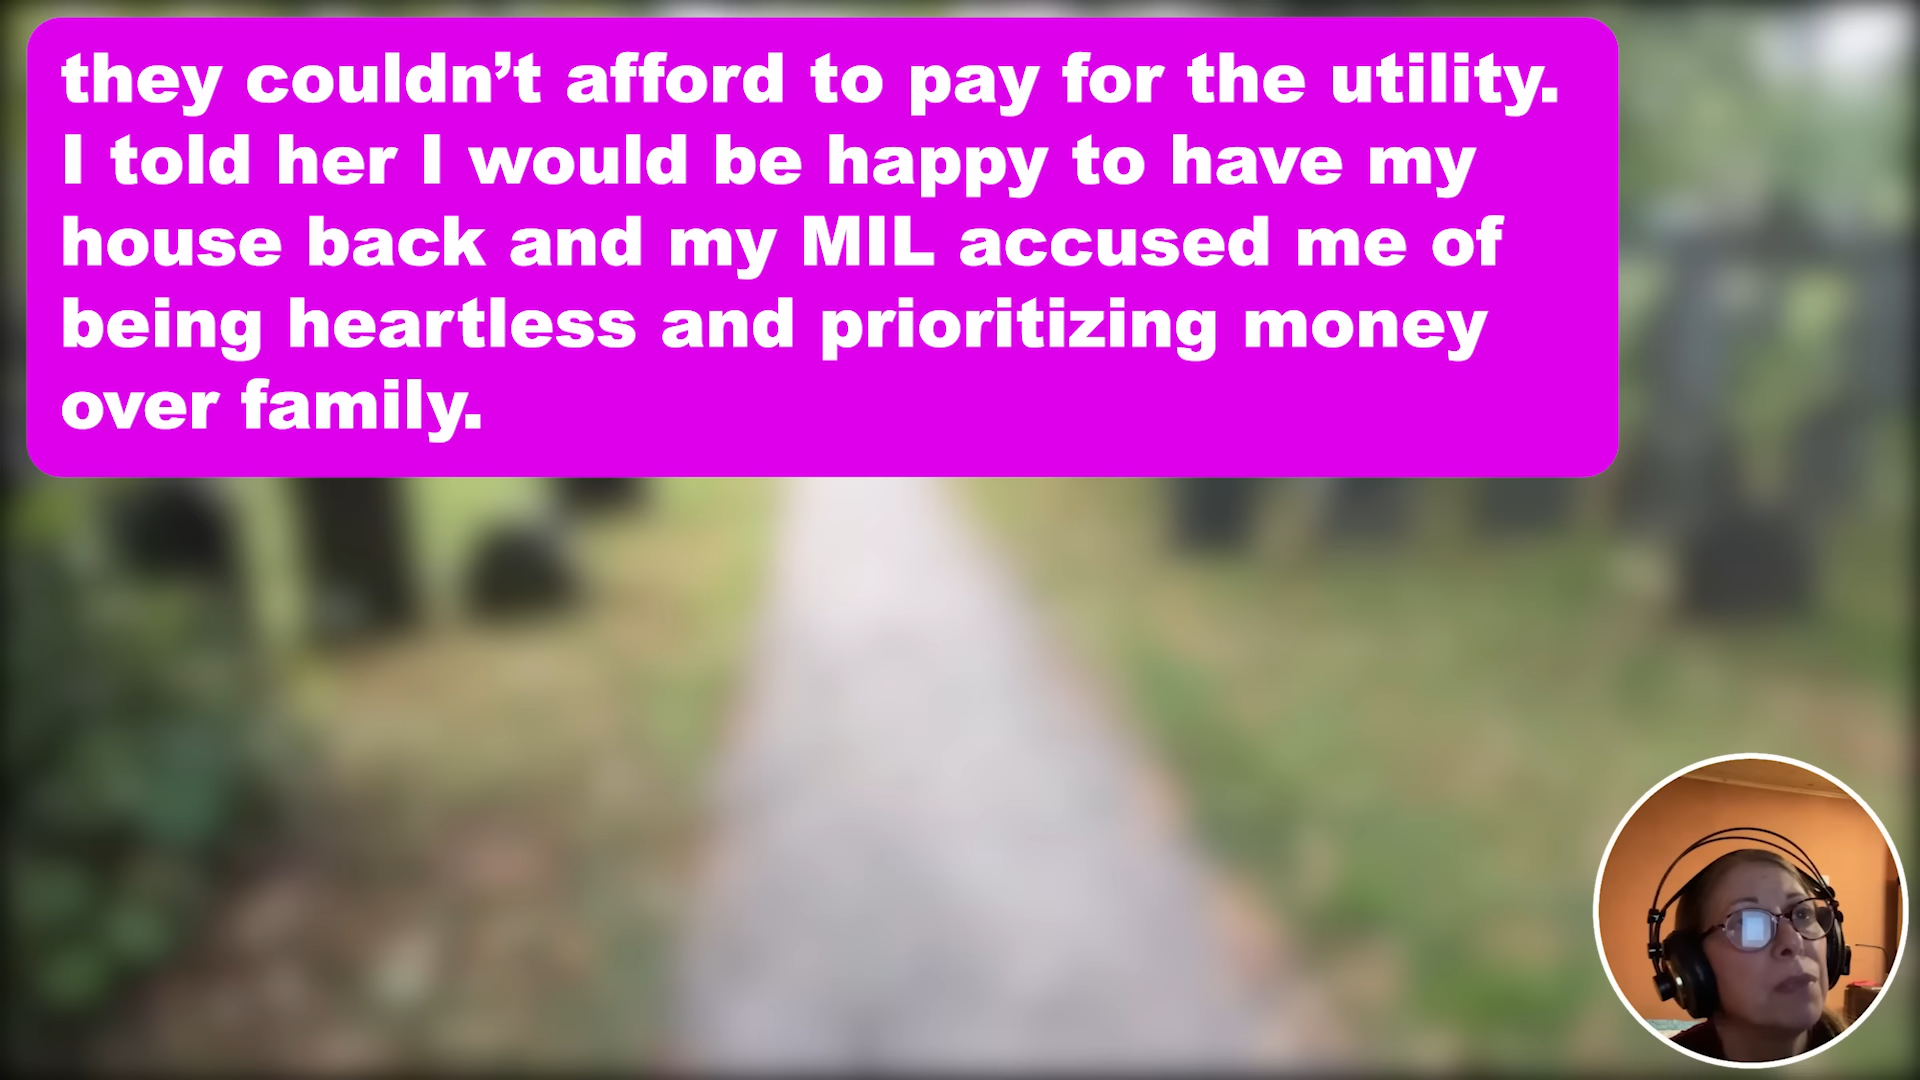 they couldn’t afford to pay for the utility.
I told her I would be happy to have my
house back and my MIL accused me of
being heartless and prioritizing money
over family.